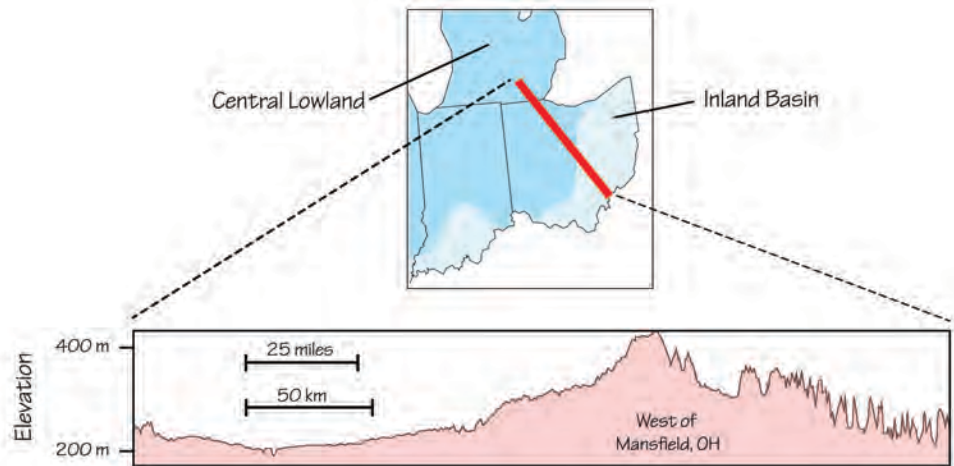 Central Lowland
Inland Basin
Elevation
400 m
200 m
25 miles
50 km
West of
Mansfield, OH